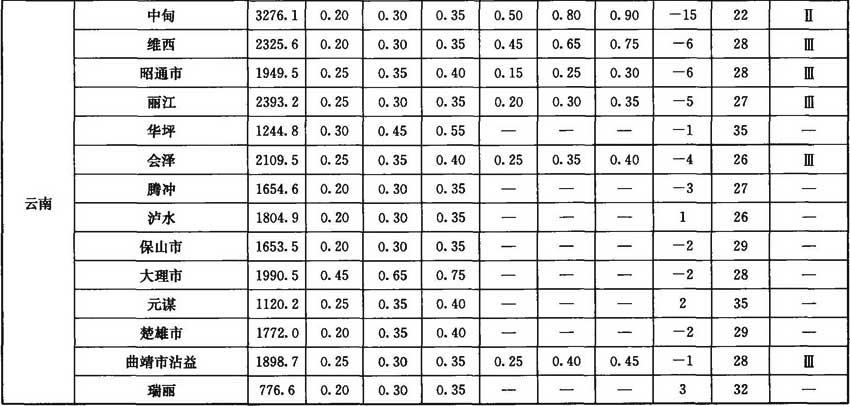 云南
中甸 3276.1 0.20 0.30 0.35 0.50 0.80 0.90 -15 22 Ⅱ
维西 2325.6 0.20 0.30 0.35 0.45 0.65 0.75 -6 28 Ⅲ
昭通市 1949.5 0.25 0.35 0.40 0.15 0.25 0.30 -6 28 Ⅲ
丽江 2393.2 0.25 0.30 0.35 0.20 0.30 0.35 -5 27 Ⅲ
华坪 1244.8 0.30 0.45 0.55 — — — -1 35 —
会泽 2109.5 0.25 0.35 0.40 0.25 0.35 0.40 -4 26 Ⅲ
腾冲 1654.6 0.20 0.30 0.35 — — — -3 27 —
泸水 1804.9 0.20 0.30 0.35 — — — 1 26 —
保山市 1653.5 0.20 0.30 0.35 — — — -2 29 —
大理市 1990.5 0.45 0.65 0.75 — — — -2 28 —
元谋 1120.2 0.25 0.35 0.40 — — — 2 35 —
楚雄市 1772.0 0.20 0.35 0.40 — — — -2 29 —
曲靖市沾益 1898.7 0.25 0.30 0.35 0.25 0.40 0.45 -1 28 Ⅲ
瑞丽 776.6 0.20 0.30 0.35 — — — 3 32 —